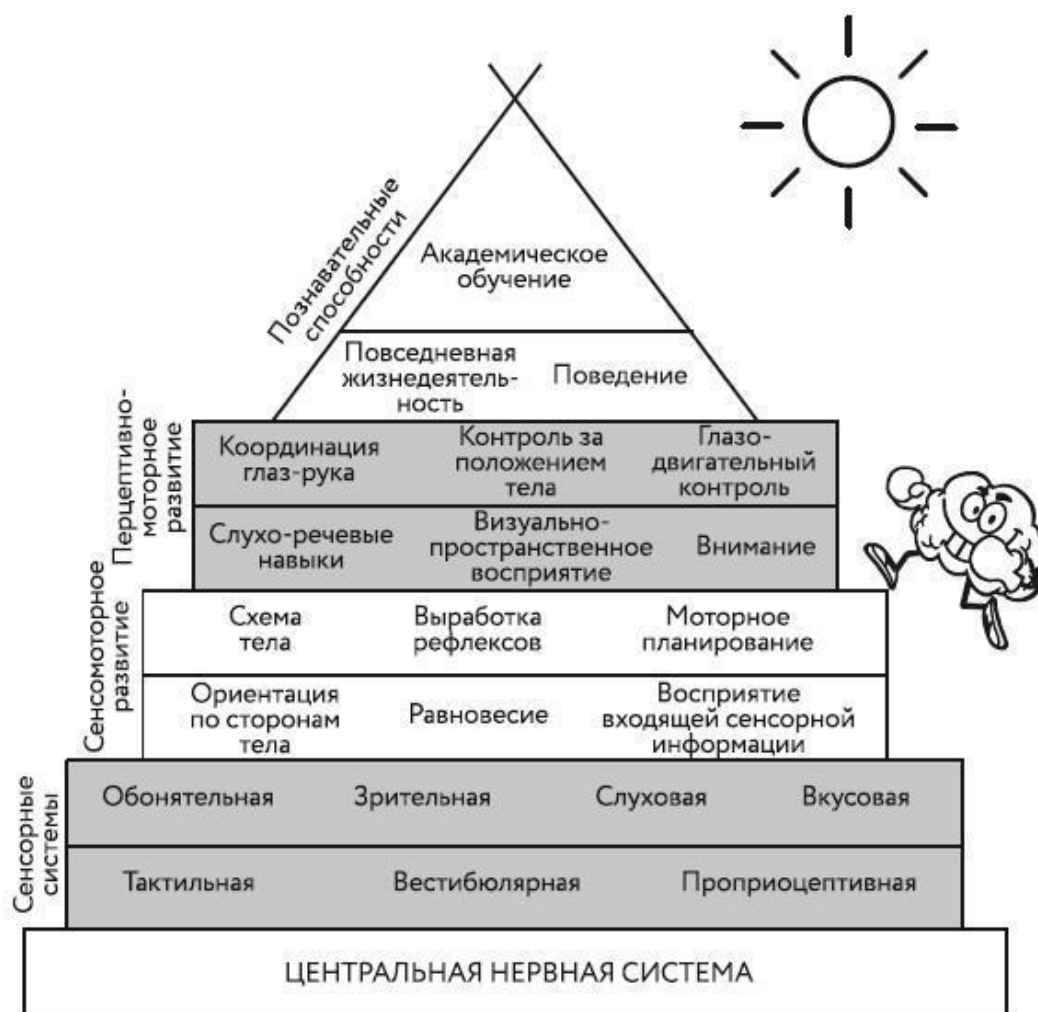 Познавательные
способности
Академическое
обучение
Повседневная
жизнедеятель-
ность
Поведение
Перцептивно-
моторное
развитие
Координация
глаз-рука
Контроль за
положением
тела
Глазо-
двигательный
контроль
Слухо-речевые
навыки
Визуально-
пространственное
восприятие
Внимание
Сенсомоторное
развитие
Схема
тела
Выработка
рефлексов
Моторное
планирование
Ориентация
по сторонам
тела
Равновесие
Восприятие
входящей сенсорной
информации
Сенсорные
системы
Обонятельная
Зрительная
Слуховая
Вкусовая
Тактильная
Вестибюлярная
Проприоцептивная
ЦЕНТРАЛЬНАЯ НЕРВНАЯ СИСТЕМА